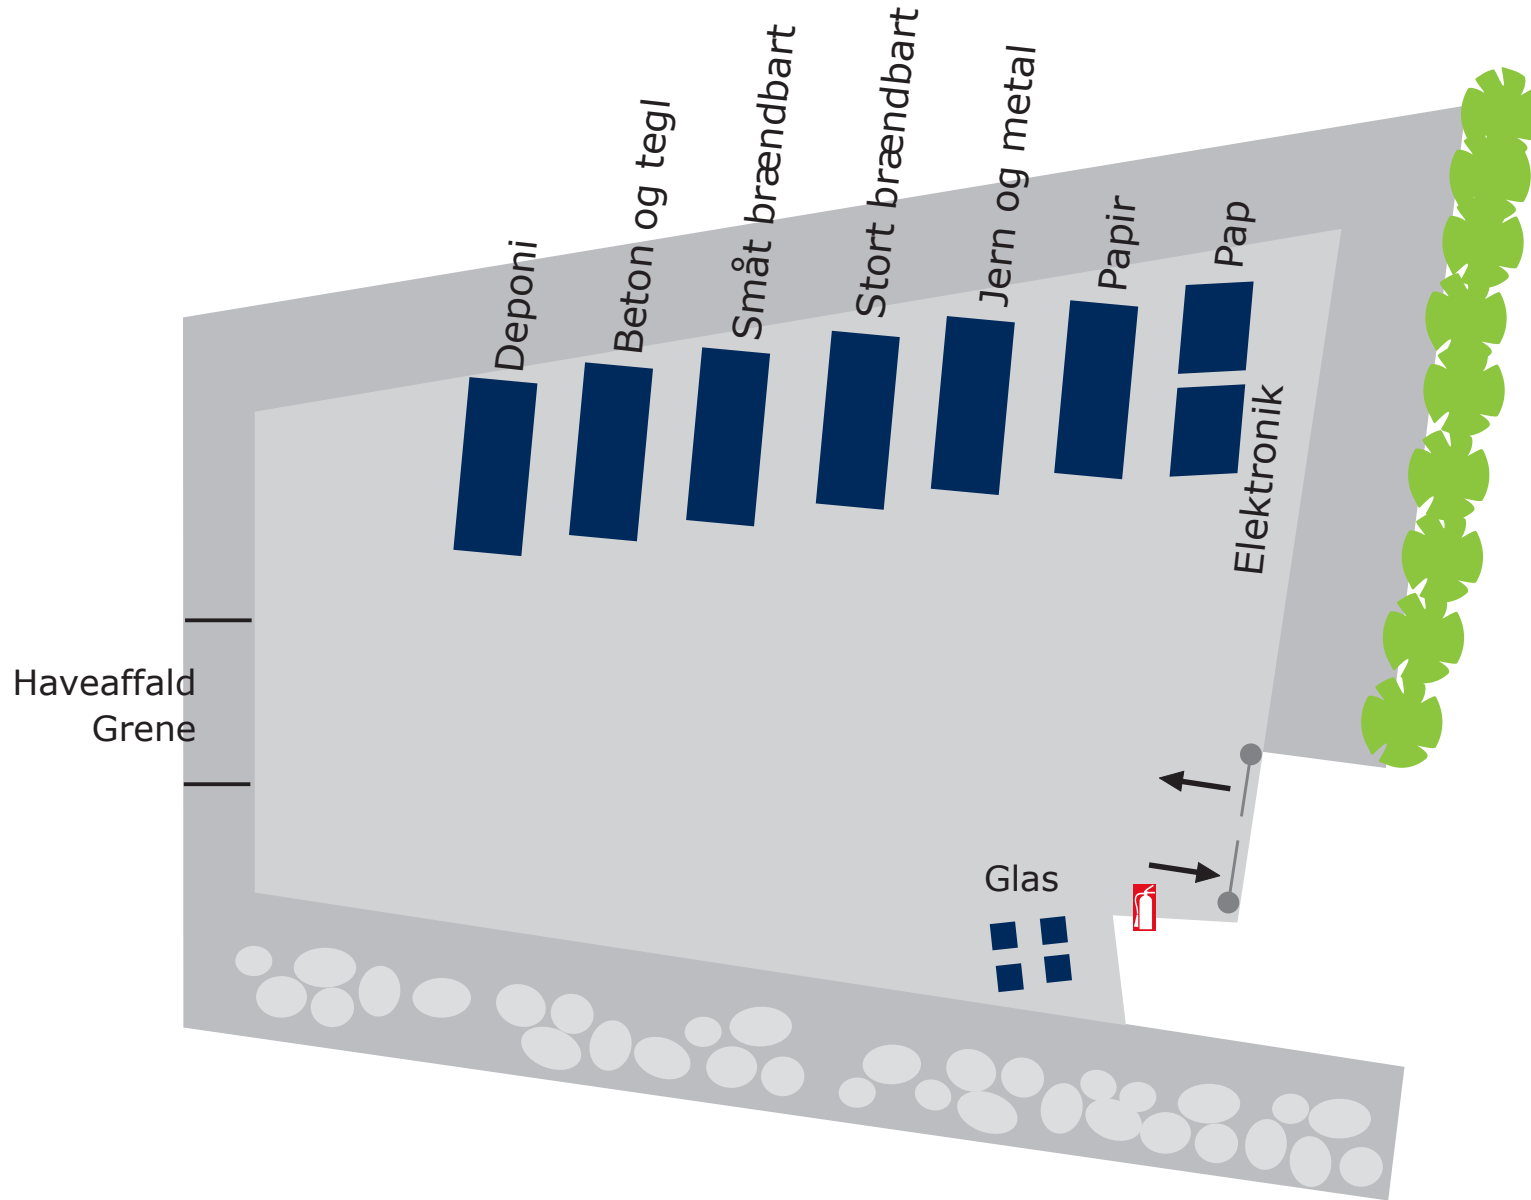 Deponi
Beton og tegl
Småt brændbart
Stort brændbart
Jern og metal
Papir
Pap
Elektronik
Haveaffald
Grene
Glas